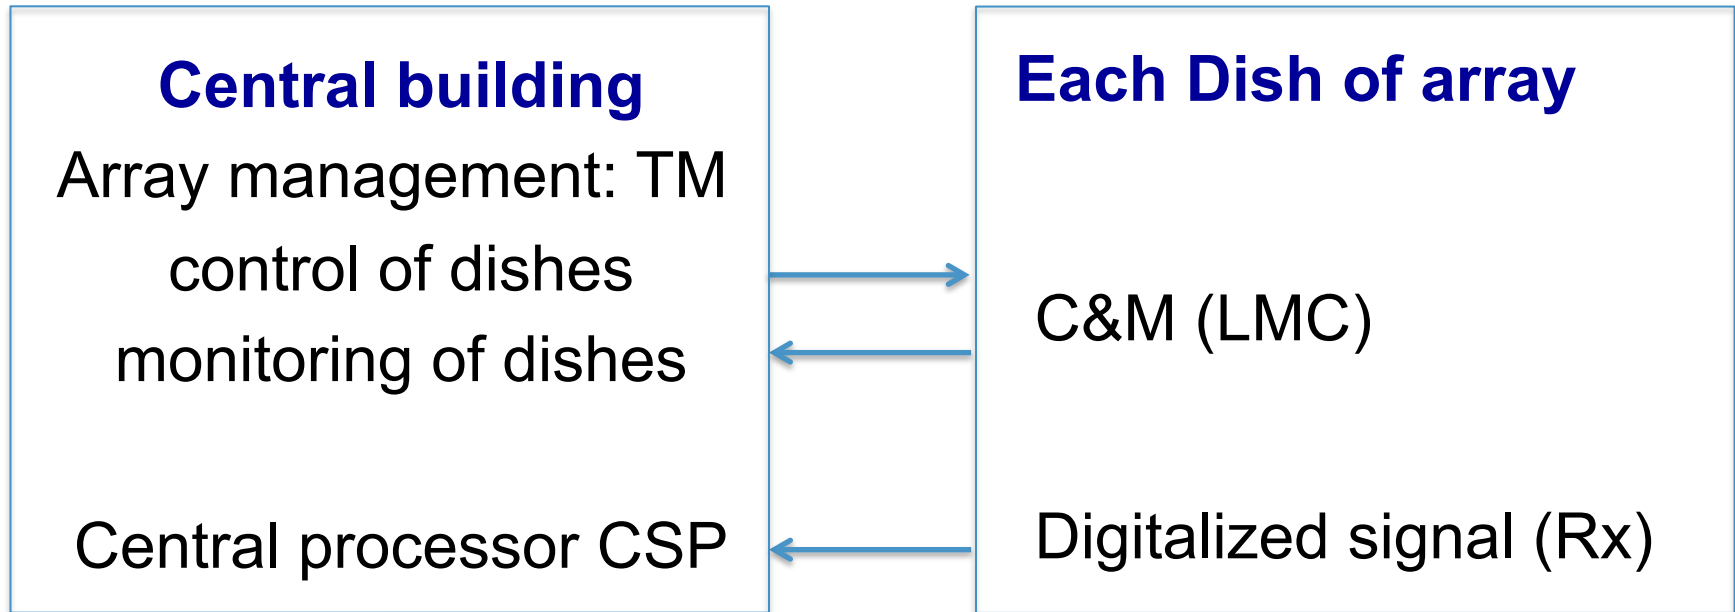 Central building
Array management: TM
control of dishes
monitoring of dishes
Central processor CSP
Each Dish of array
C&M (LMC)
Digitalized signal (Rx)